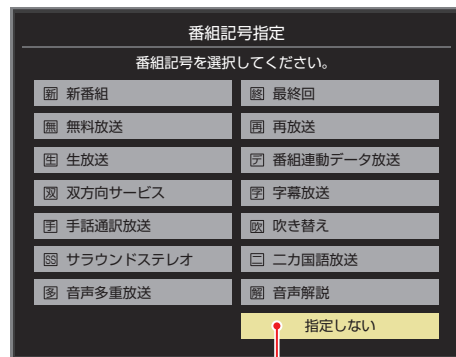 番組記号指定
番組記号を選択してください。
新 新番組
終 最終回
無 無料放送
再 再放送
生 生放送
デ 番組連動データ放送
双 双方向サービス
字 字幕放送
手 手話通訳放送
吹 吹き替え
SS サラウンドステレオ
二 二カ国語放送
多 音声多重放送
解 音声解説
指定しない